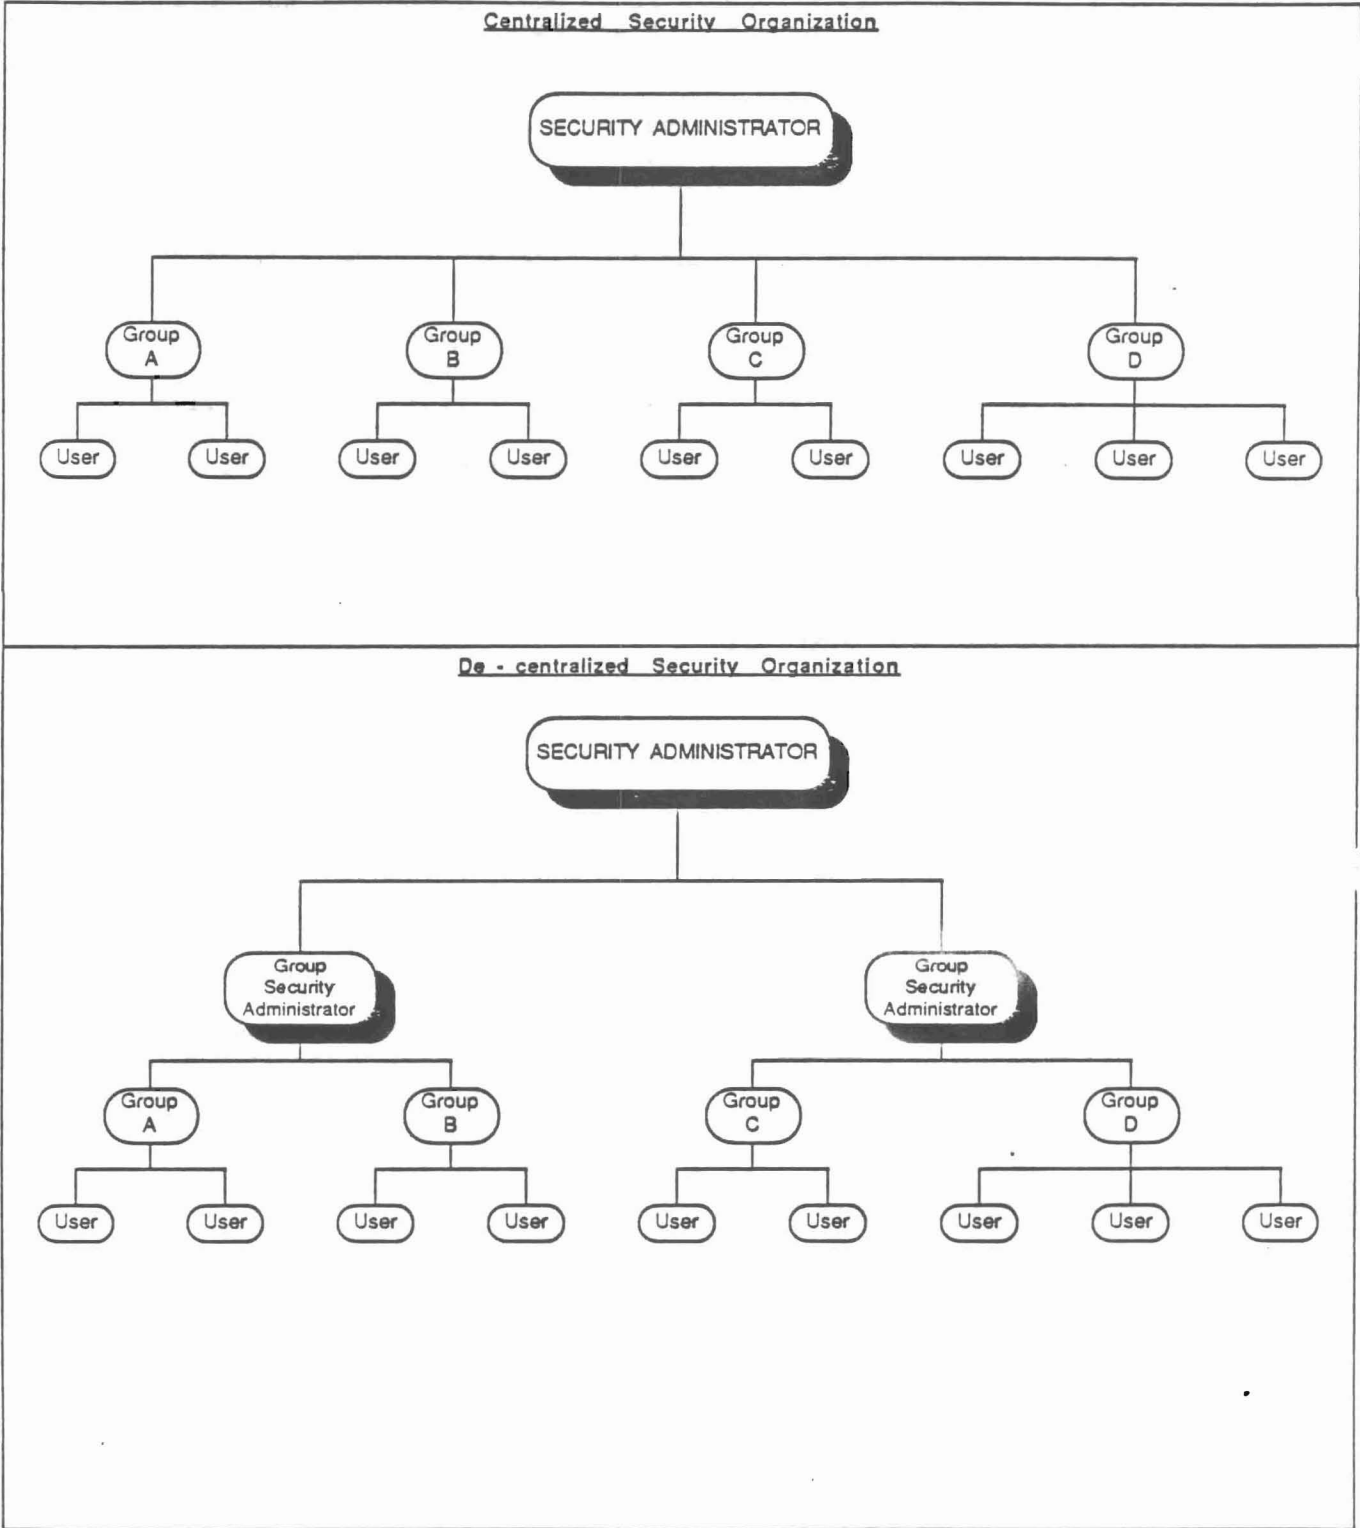 Centralized Security Organization
SECURITY ADMINISTRATOR
Group
A
Group
B
Group
C
Group
D
User
User
User
User
User
User
User
User
User
De - centralized Security Organization
SECURITY ADMINISTRATOR
Group
Security
Administrator
Group
Security
Administrator
Group
A
Group
B
Group
C
Group
D
User
User
User
User
User
User
User
User
User